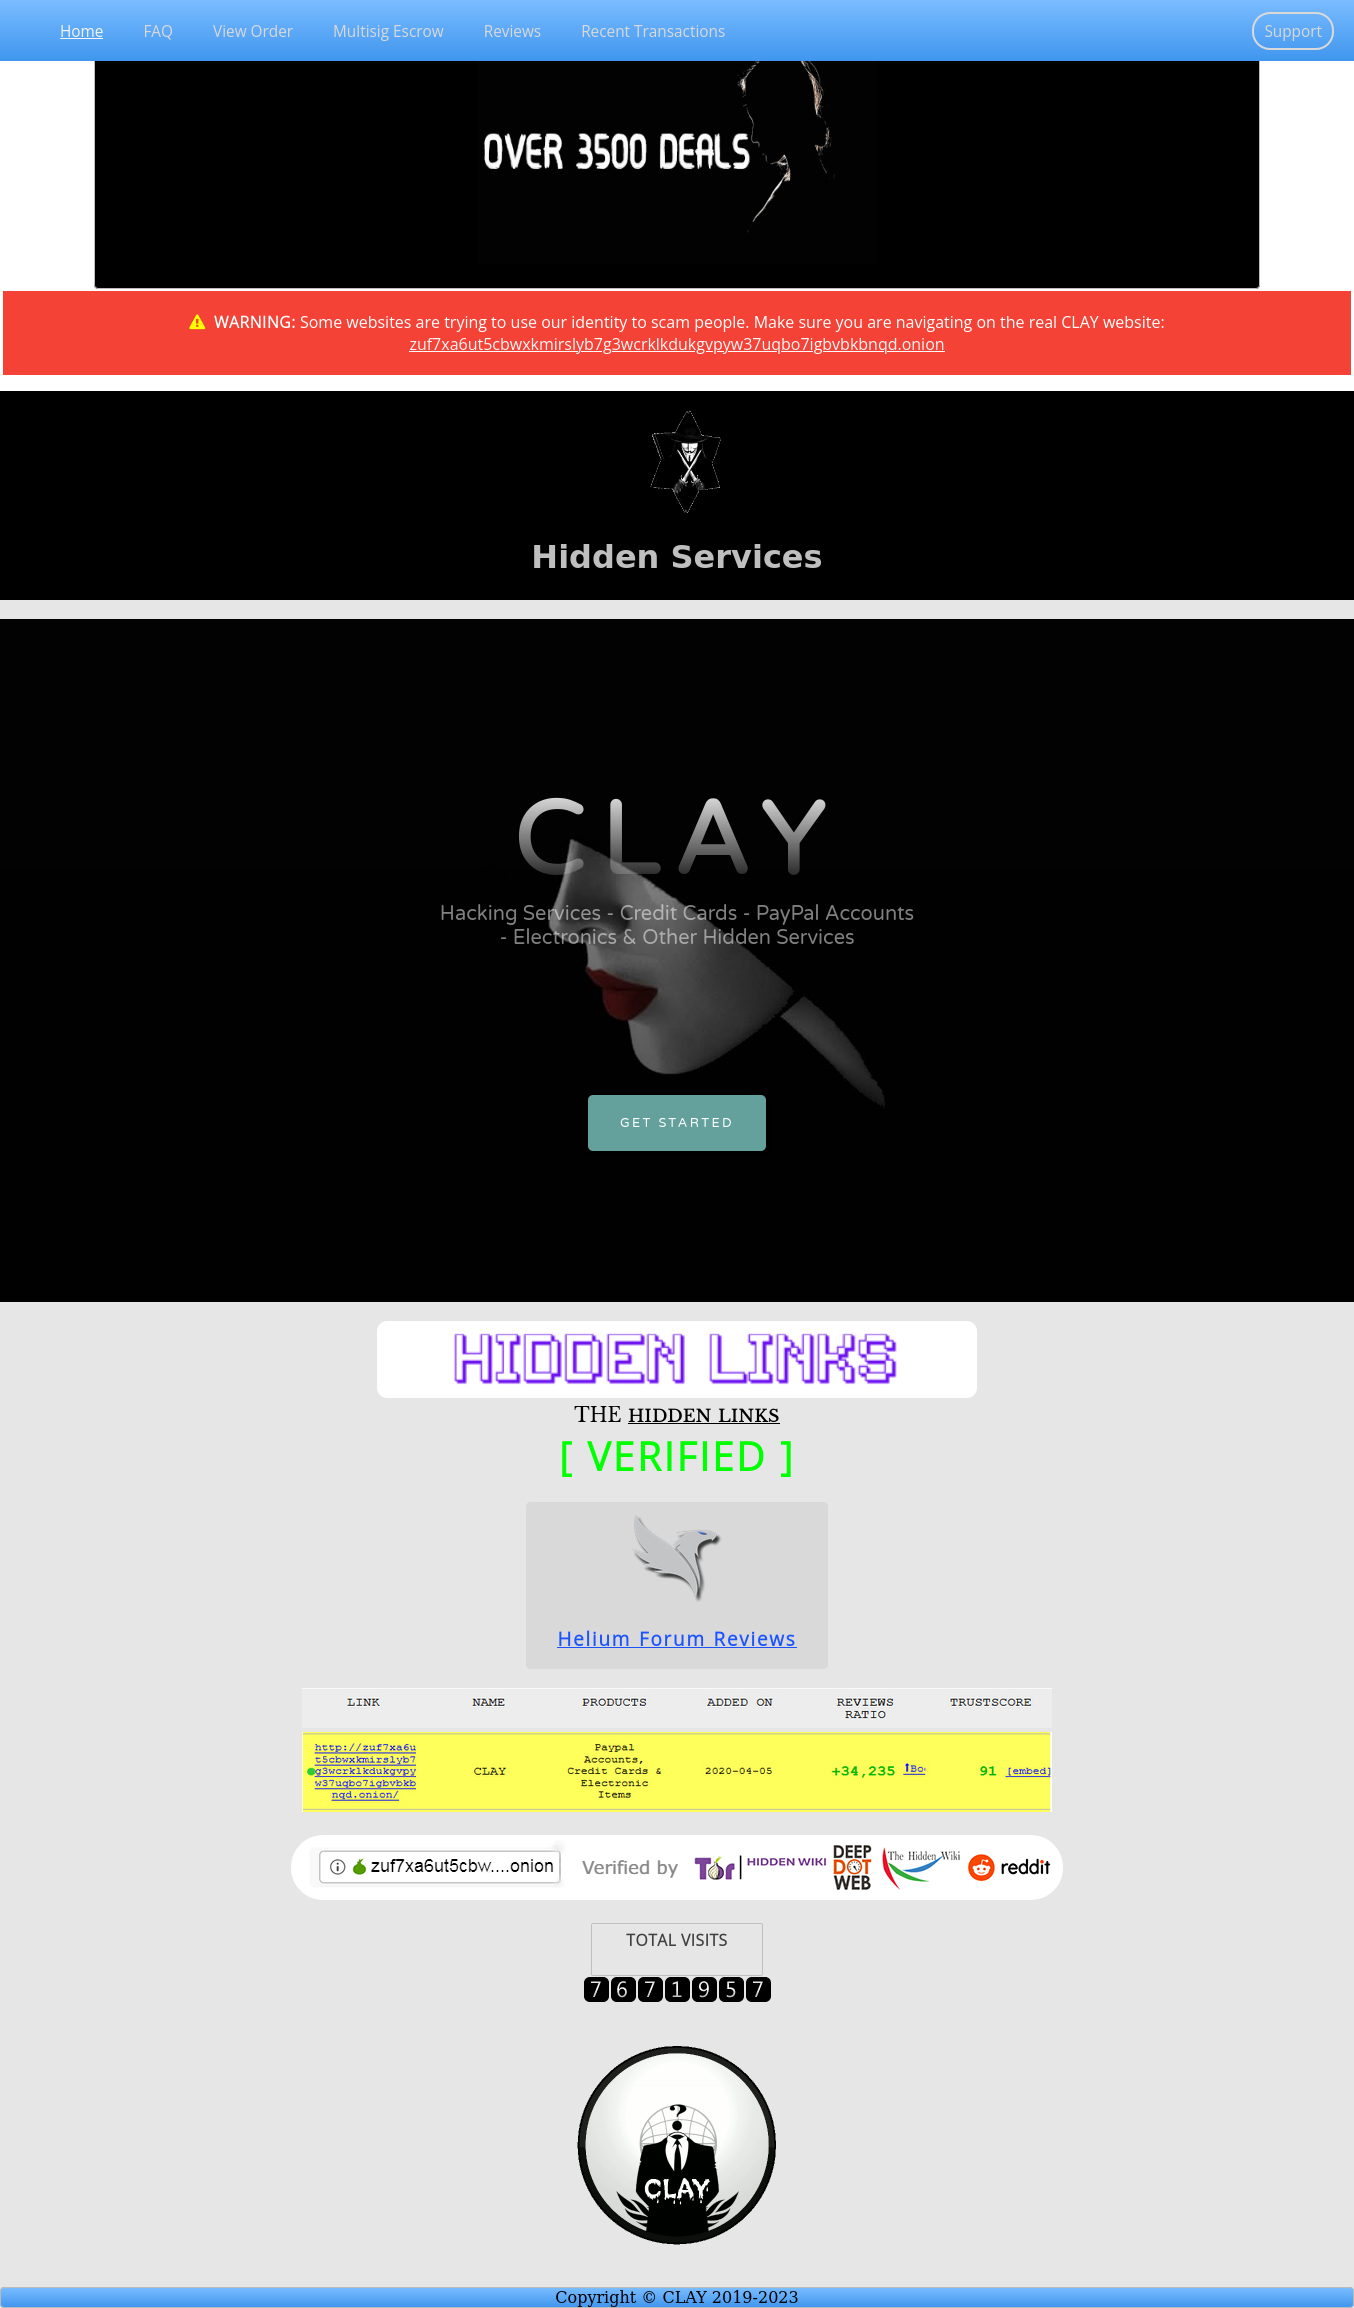 Home FAQ View Order Multisig Escrow Reviews Recent Transactions Support
OVER 3500 DEALS
WARNING: Some websites are trying to use our identity to scam people. Make sure you are navigating on the real CLAY website:
zuf7xa6ut5cbwxkmirslyb7g3wcrklkdukgvpyw37uqbo7igbvbkbnqd.onion
Hidden Services
CLAY
Hacking Services - Credit Cards - PayPal Accounts
- Electronics & Other Hidden Services
GET STARTED
HIDDEN LINKS
THE HIDDEN LINKS
[ VERIFIED ]
Helium Forum Reviews
LINK NAME PRODUCTS ADDED ON REVIEWS RATIO TRUSTSCORE
http://zuf7xa6u
t5cbwxkmirslyb7
g3wcrklkdukgvpy
w37uqbo7igbvbkb
nqd.onion/
CLAY
Paypal
Accounts,
Credit Cards &
Electronic
Items
2020-04-05
+34,235
91 [embed]
zuf7xa6ut5cbw....onion Verified by Tor HIDDEN WIKI DEEP DOT WEB The Hidden Wiki reddit
TOTAL VISITS
7671957
?
CLAY
Copyright © CLAY 2019-2023